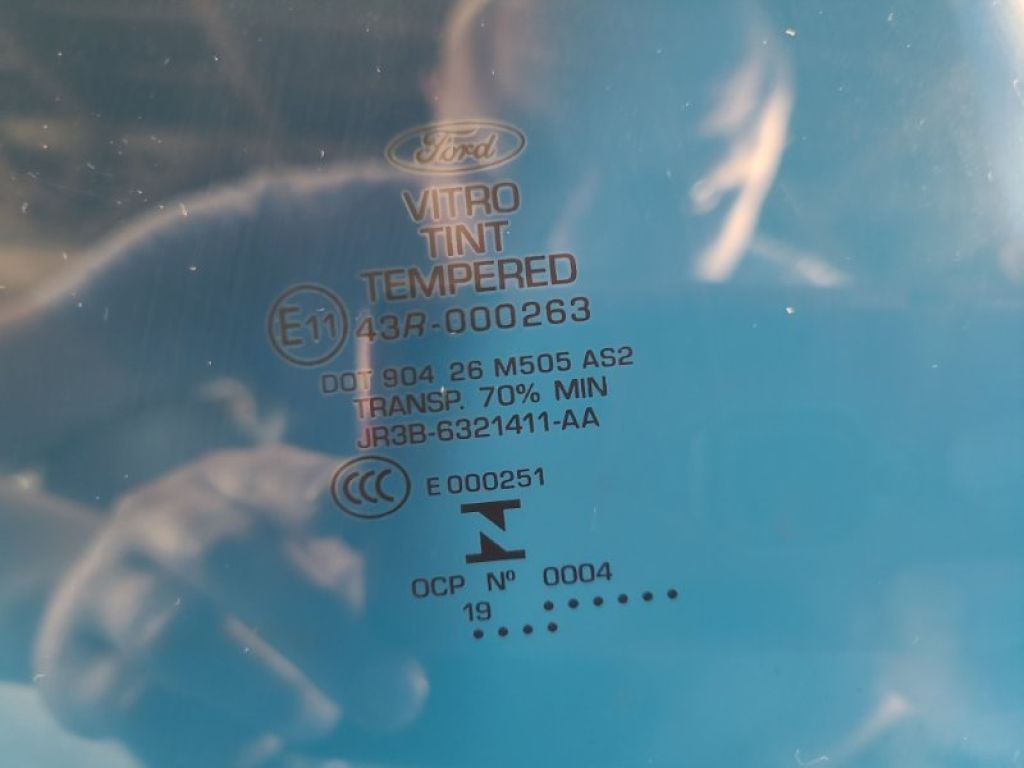 Ford
VITRO
TINT
TEMPERED
E11 43R-000263
DOT 904 26 M505 AS2
TRANSP. 70% MIN
JR3B-6321411-AA
CCC E 000251
OCP Nº 0004
19